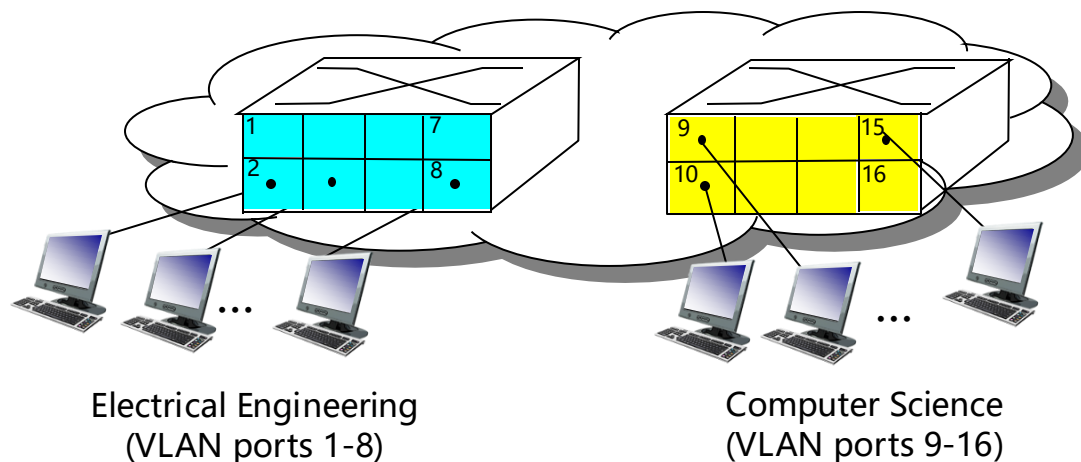 1
7
2
8
9
15
10
16
...
...
Electrical Engineering
(VLAN ports 1-8)
Computer Science
(VLAN ports 9-16)